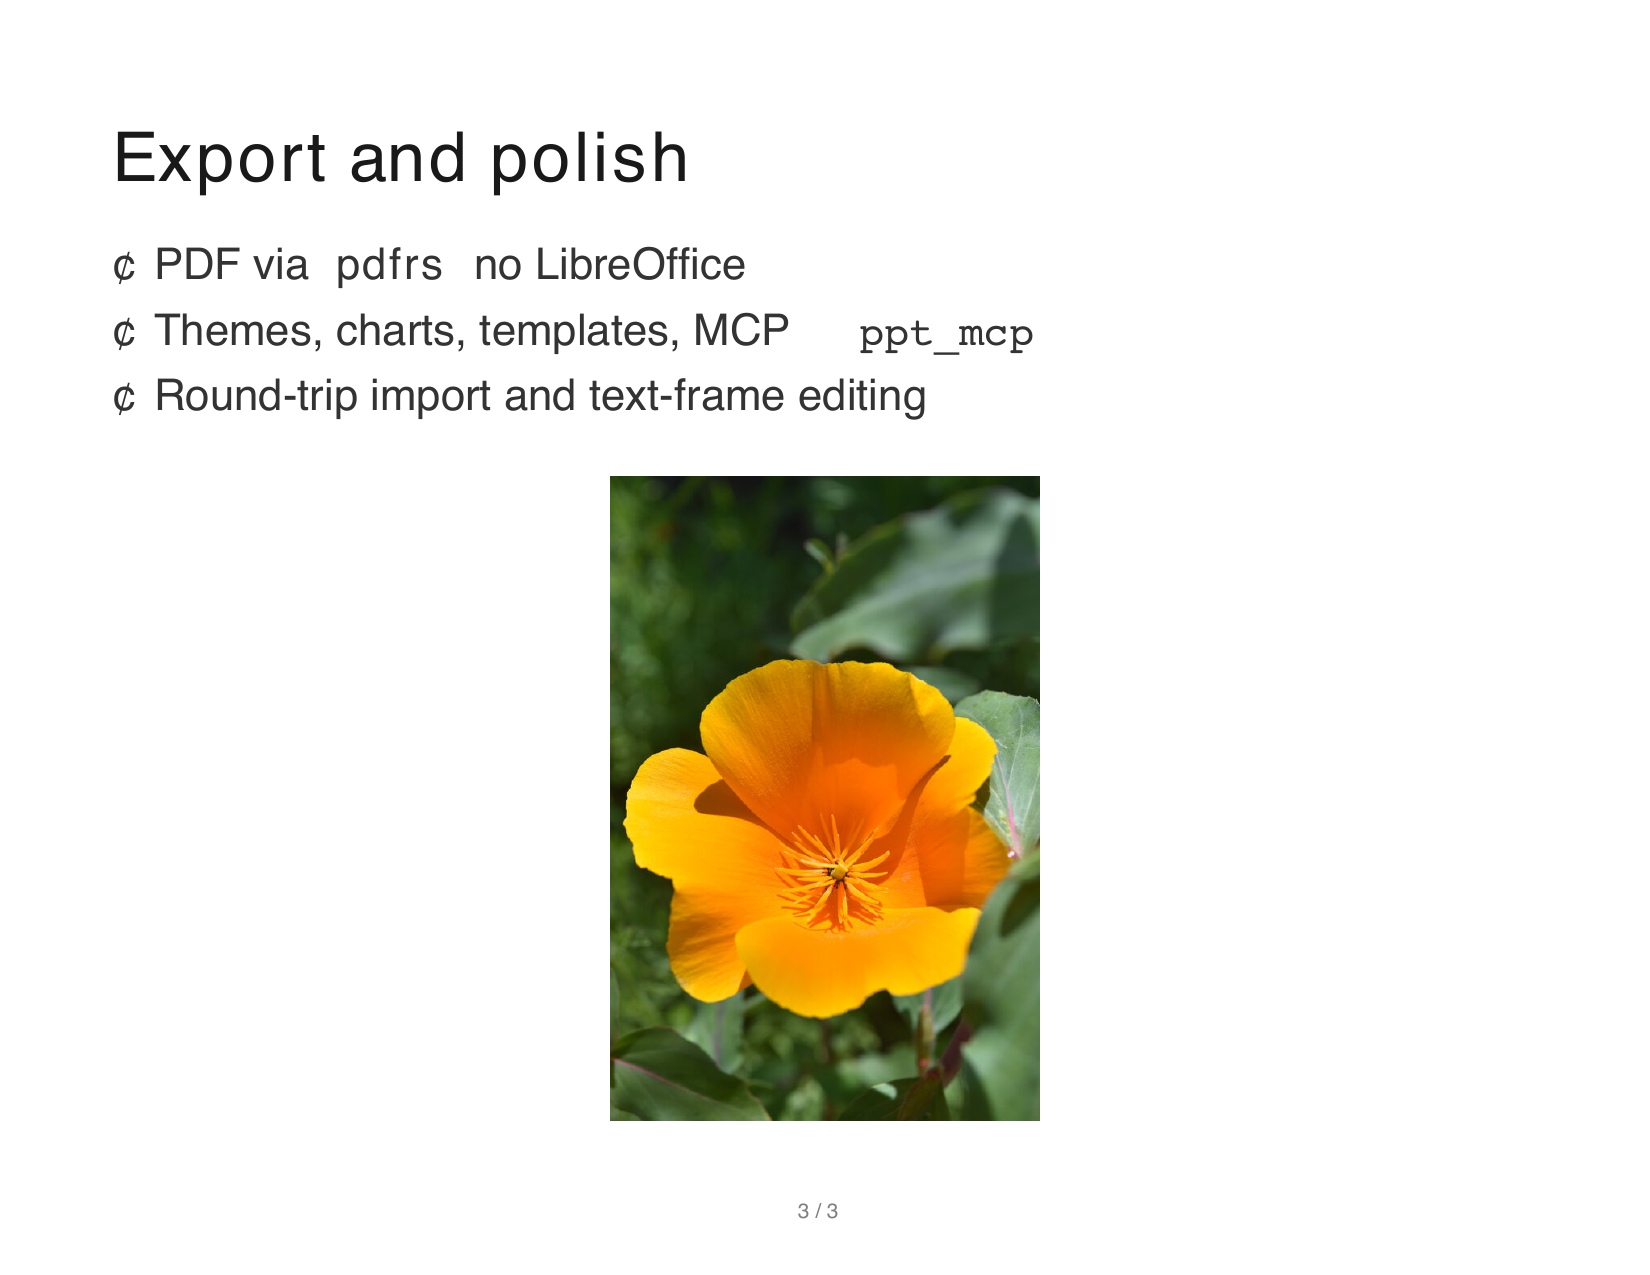 Export and polish
¢ PDF via pdfrs no LibreOffice
¢ Themes, charts, templates, MCP ppt_mcp
¢ Round-trip import and text-frame editing
3 / 3